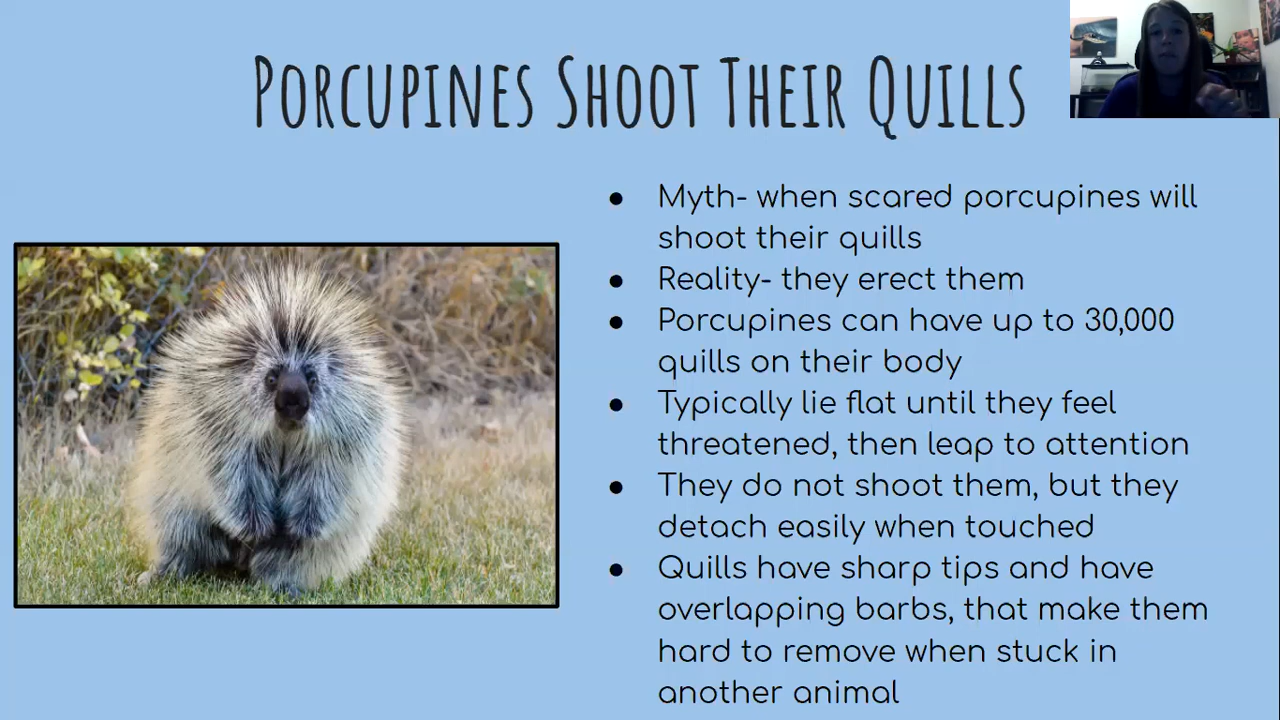 Porcupines Shoot Their Quills
● Myth- when scared porcupines will
shoot their quills
● Reality- they erect them
● Porcupines can have up to 30,000
quills on their body
● Typically lie flat until they feel
threatened, then leap to attention
● They do not shoot them, but they
detach easily when touched
● Quills have sharp tips and have
overlapping barbs, that make them
hard to remove when stuck in
another animal